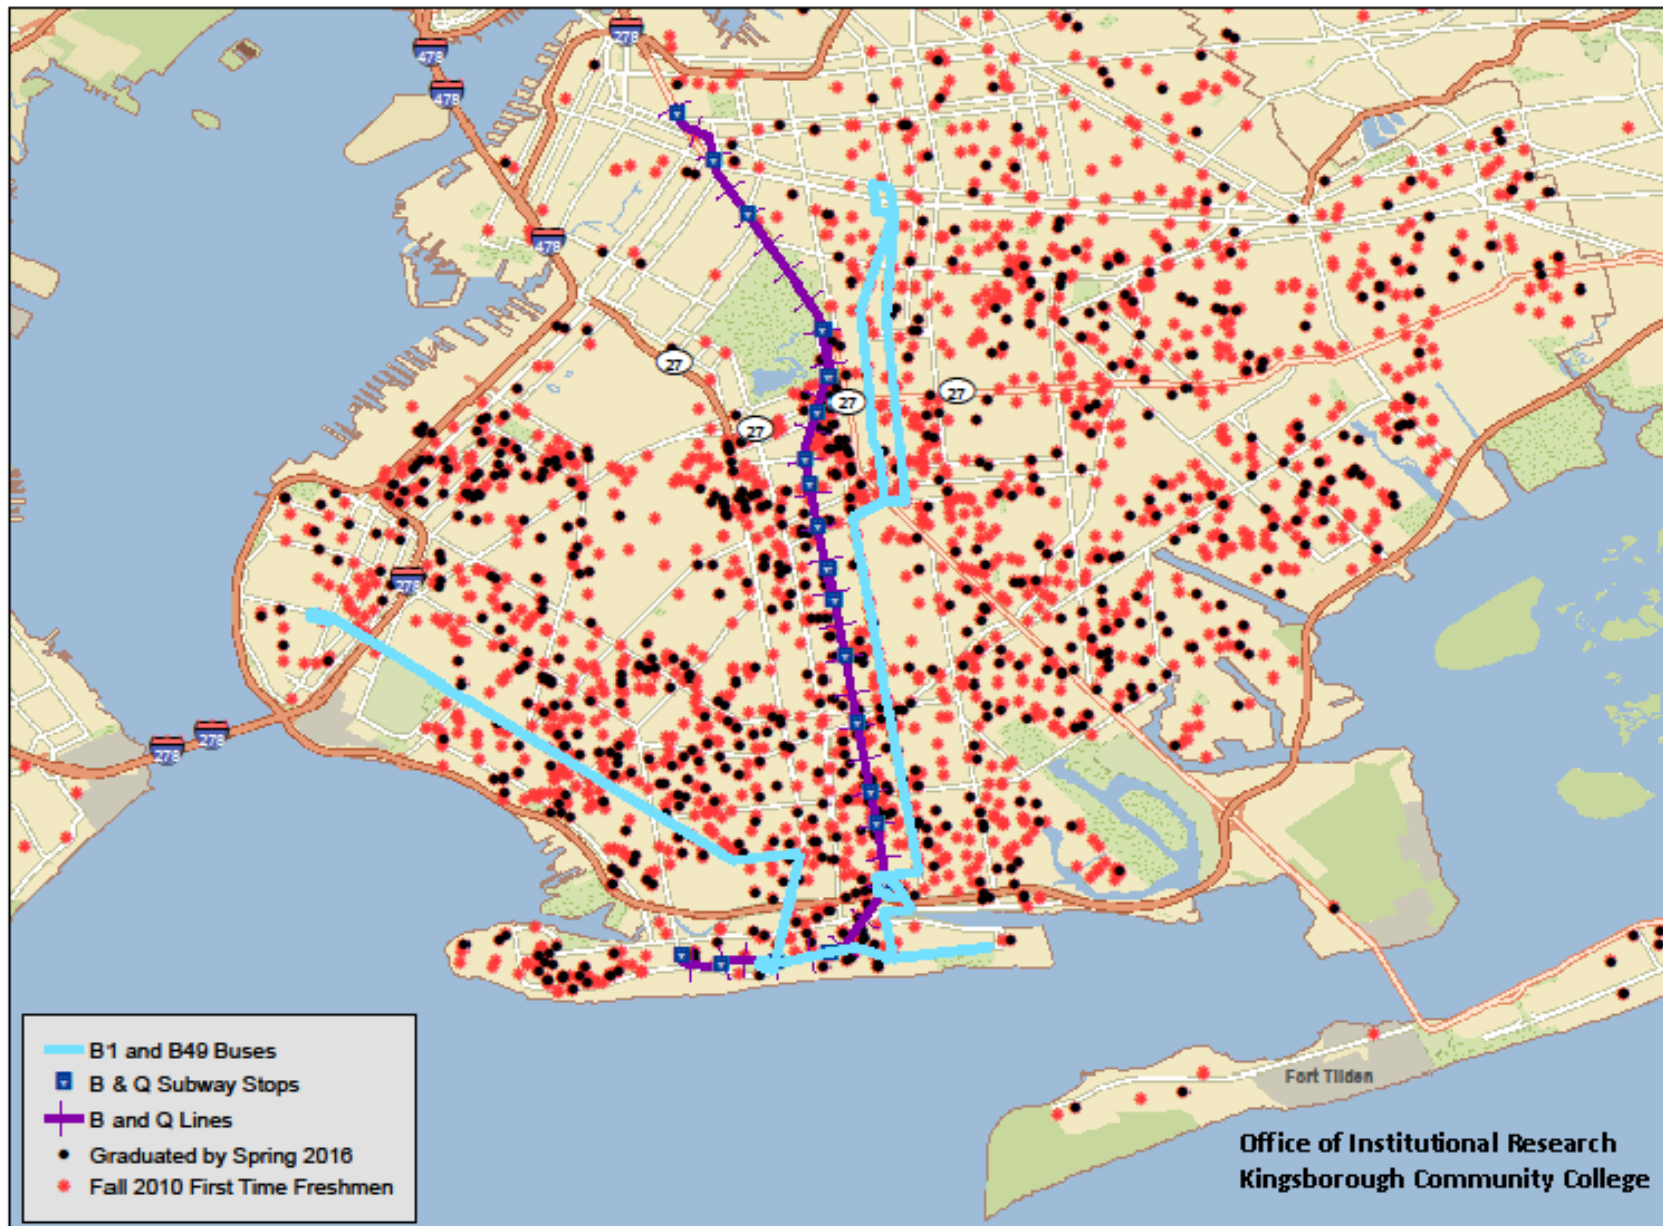 278
478
478
478
27
27
27
27
278
278
278
B1 and B49 Buses
B & Q Subway Stops
B and Q Lines
Graduated by Spring 2016
Fall 2010 First Time Freshmen
Fort Tilden
Office of Institutional Research
Kingsborough Community College